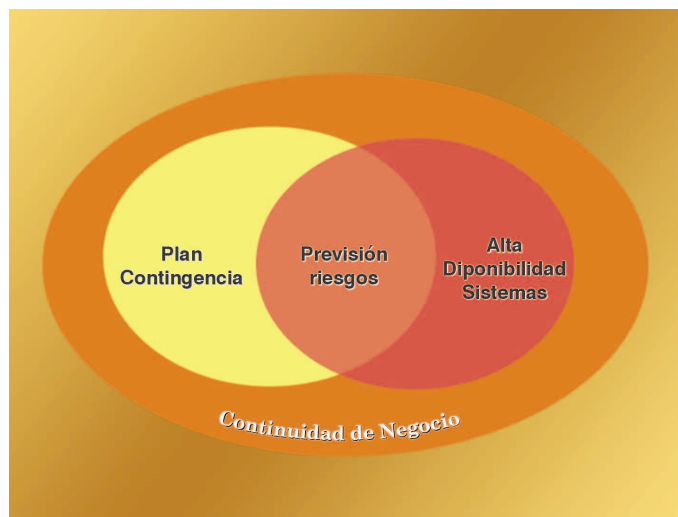 Plan
Contingencia
Previsión
riesgos
Alta
Diponibilidad
Sistemas
Continuidad de Negocio